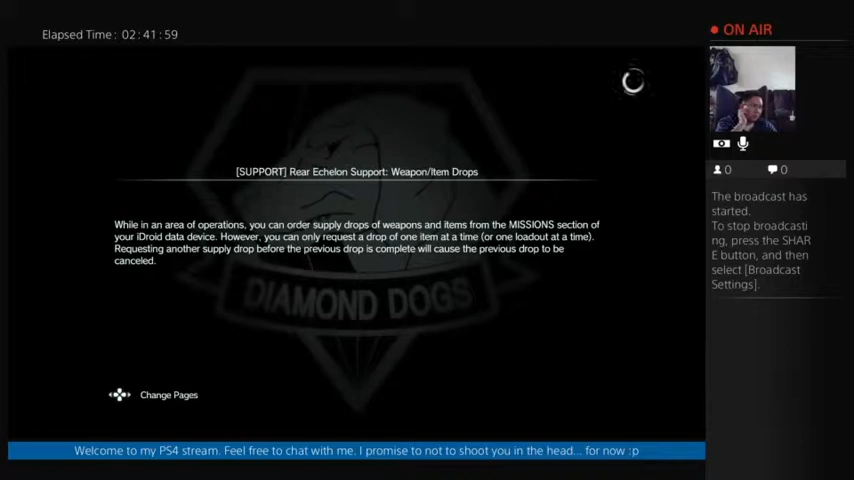 Elapsed Time: 02:41:59
ON AIR
[SUPPORT] Rear Echelon Support: Weapon/Item Drops
While in an area of operations, you can order supply drops of weapons and items from the MISSIONS section of
your iDroid data device. However, you can only request a drop of one item at a time (or one loadout at a time).
Requesting another supply drop before the previous drop is complete will cause the previous drop to be
canceled.
DIAMOND DOGS
Change Pages
0
0
The broadcast has
started.
To stop broadcasti
ng, press the SHAR
E button, and then
select [Broadcast
Settings].
Welcome to my PS4 stream. Feel free to chat with me. I promise to not to shoot you in the head... for now :p